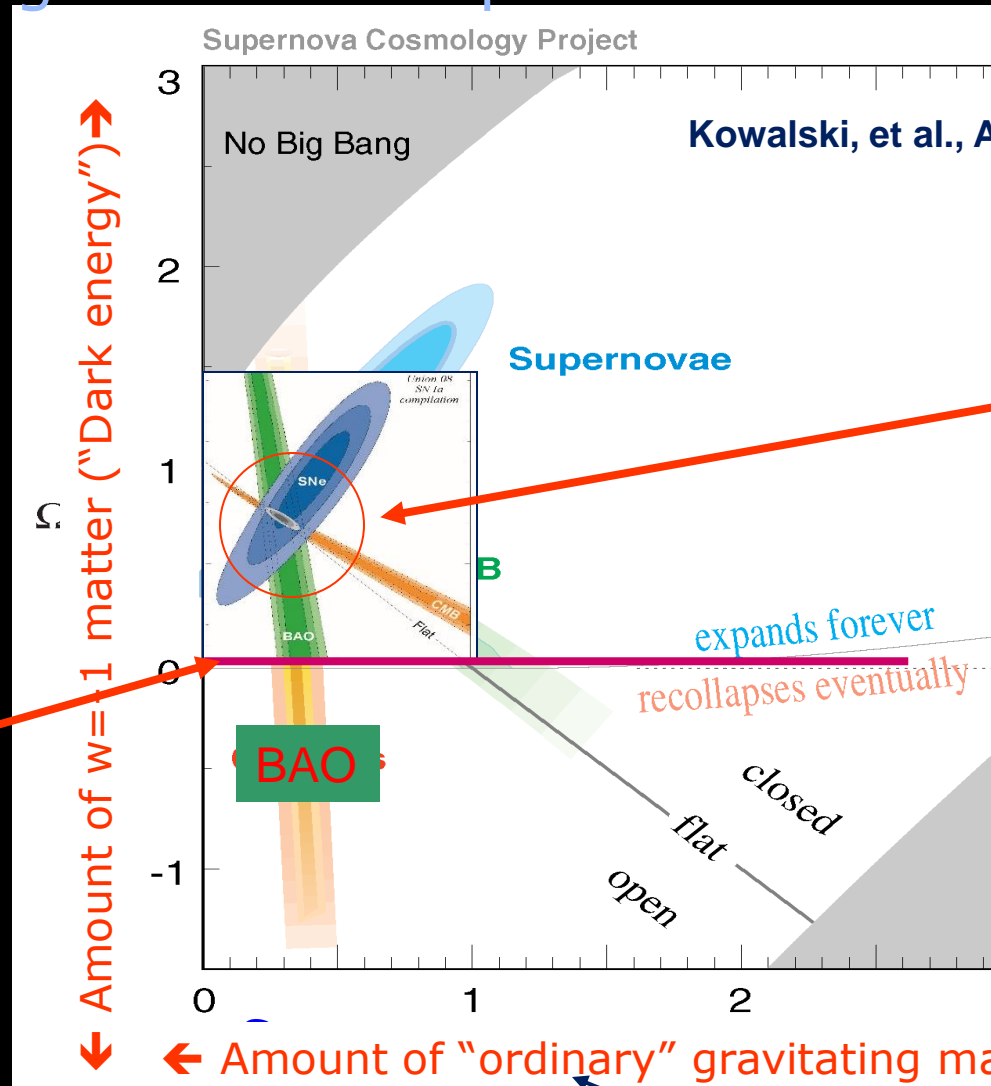 Supernova Cosmology Project
No Big Bang
Kowalski, et al., A
3
2
1
0
-1
Amount of w=-1 matter (“Dark energy”)
Supernovae
Union 08
SN Ia
compilation
SNe
B
CMB
Flat
BAO
expands forever
recollapses eventually
BAO
s
closed
flat
open
0
1
2
Amount of “ordinary” gravitating ma